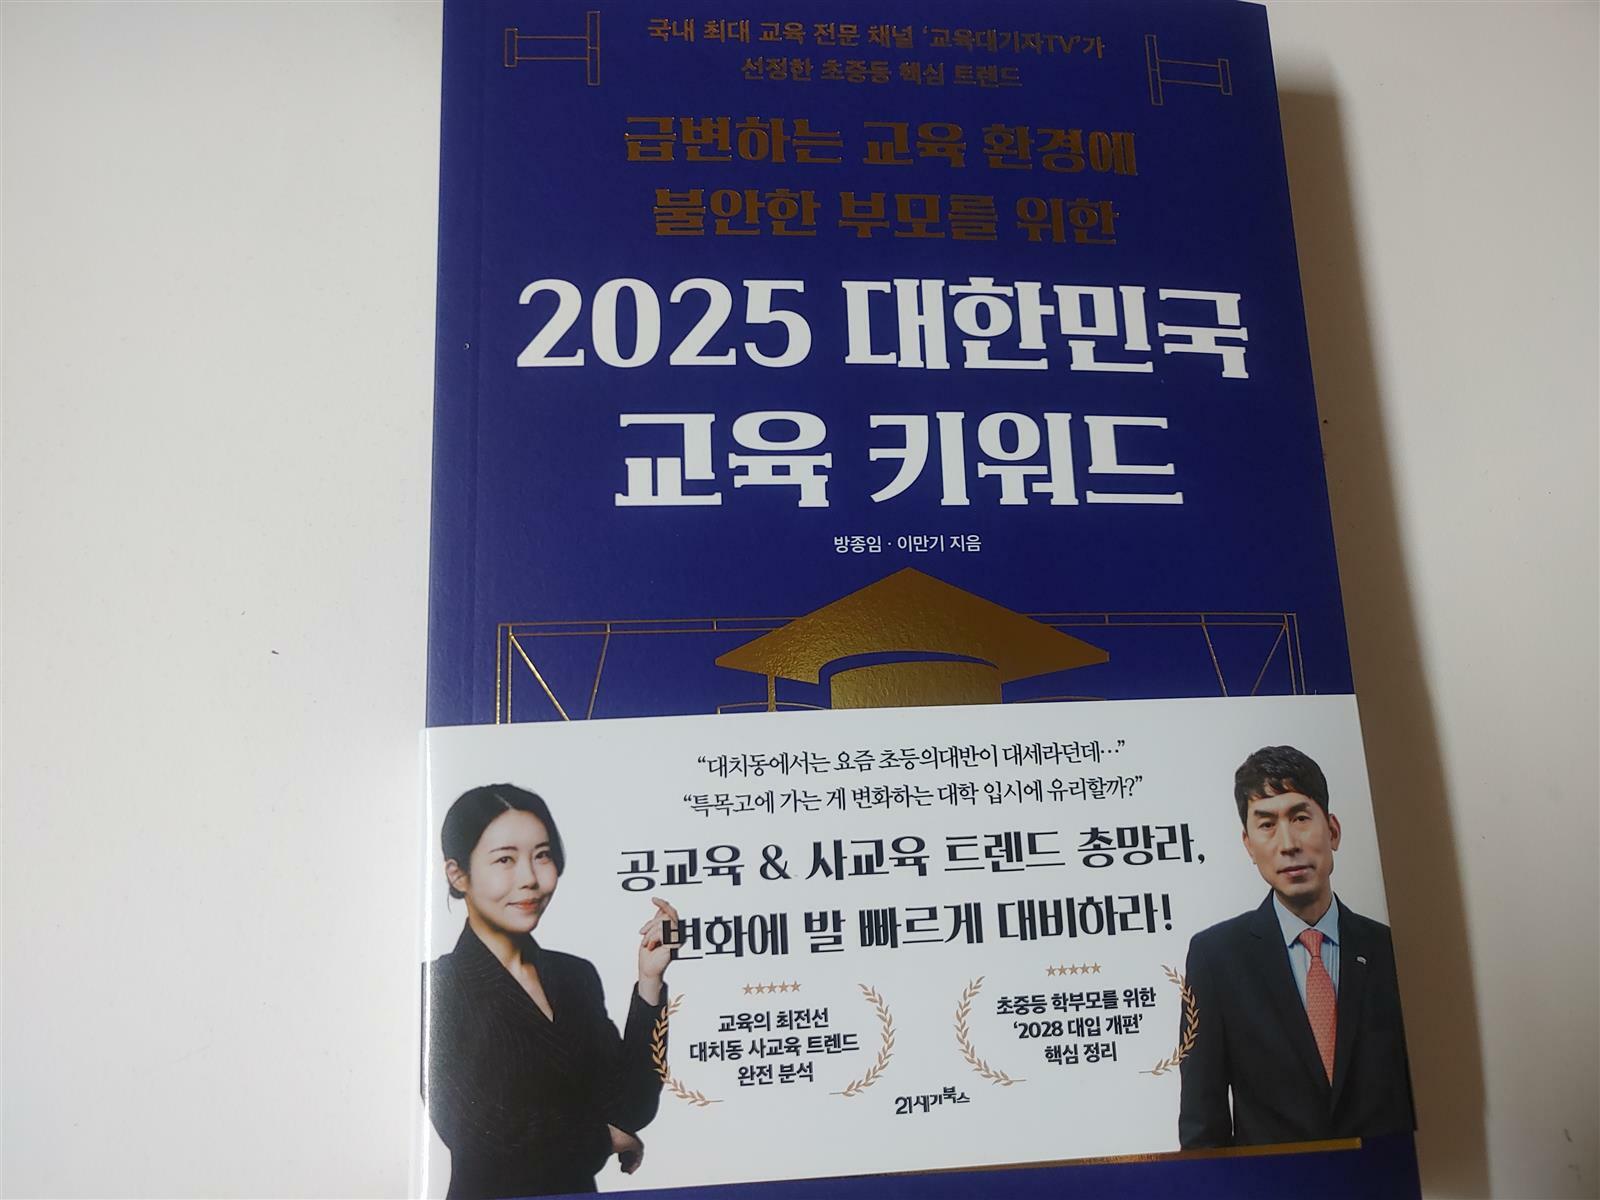 국내 최대 교육 전문 채널 '교육대기자TV'가
선정한 초중등 핵심 트렌드
급변하는 교육 환경에
불안한 부모를 위한
2025 대한민국
교육 키워드
방종임 · 이만기 지음
“대치동에서는 요즘 초등의대반이 대세라던데…”
“특목고에 가는 게 변화하는 대학 입시에 유리할까?”
공교육 & 사교육 트렌드 총망라,
변화에 발 빠르게 대비하라!
교육의 최전선
대치동 사교육 트렌드
완전 분석
초중등 학부모를 위한
‘2028 대입 개편’
핵심 정리
21세기북스